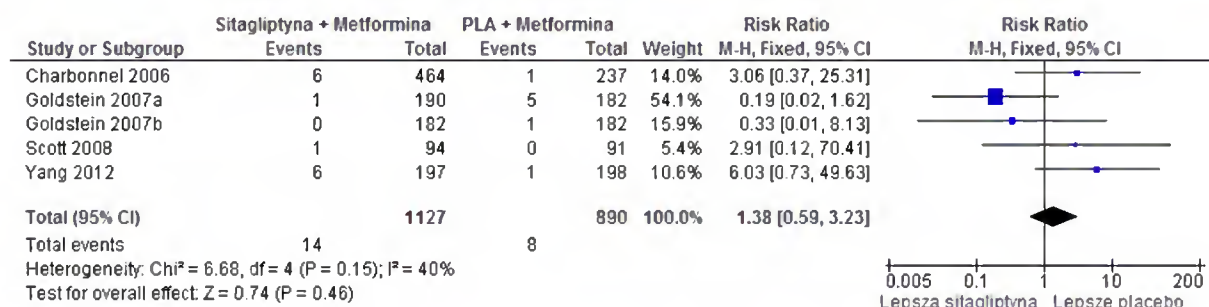 Sitagliptyna + Metformina PLA + Metformina Risk Ratio Risk Ratio
Study or Subgroup Events Total Events Total Weight M-H, Fixed, 95% CI M-H, Fixed, 95% CI
Charbonnel 2006 6 464 1 237 14.0% 3.06 [0.37, 25.31]
Goldstein 2007a 1 190 5 182 54.1% 0.19 [0.02, 1.62]
Goldstein 2007b 0 182 1 182 15.9% 0.33 [0.01, 8.13]
Scott 2008 1 94 0 91 5.4% 2.91 [0.12, 70.41]
Yang 2012 6 197 1 198 10.6% 6.03 [0.73, 49.63]
Total (95% CI) 1127 890 100.0% 1.38 [0.59, 3.23]
Total events 14 8
Heterogeneity: Chi² = 6.68, df = 4 (P = 0.15); I² = 40%
Test for overall effect: Z = 0.74 (P = 0.46)
0.005 0.1 1 10 200
Lepsza sitagliptyna Lepsze placebo